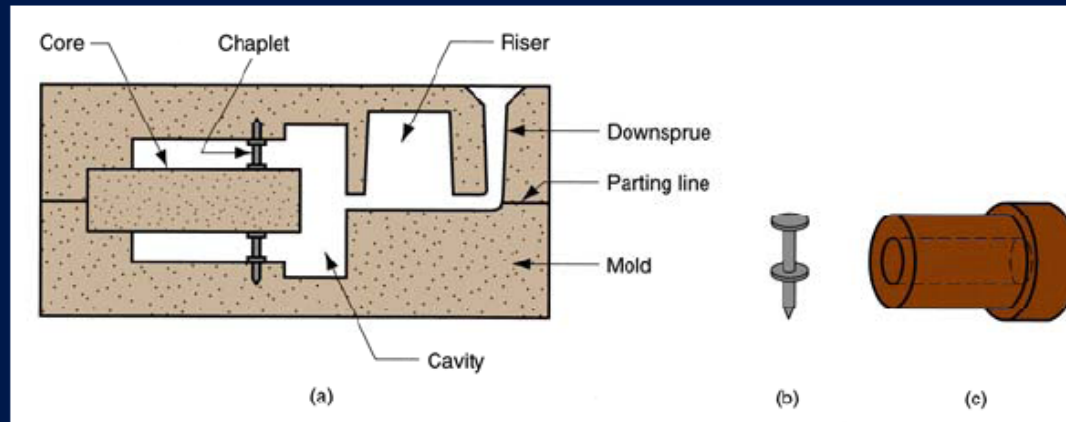 Core
Chaplet
Riser
Downsprue
Parting line
Mold
Cavity
(a)
(b)
(c)